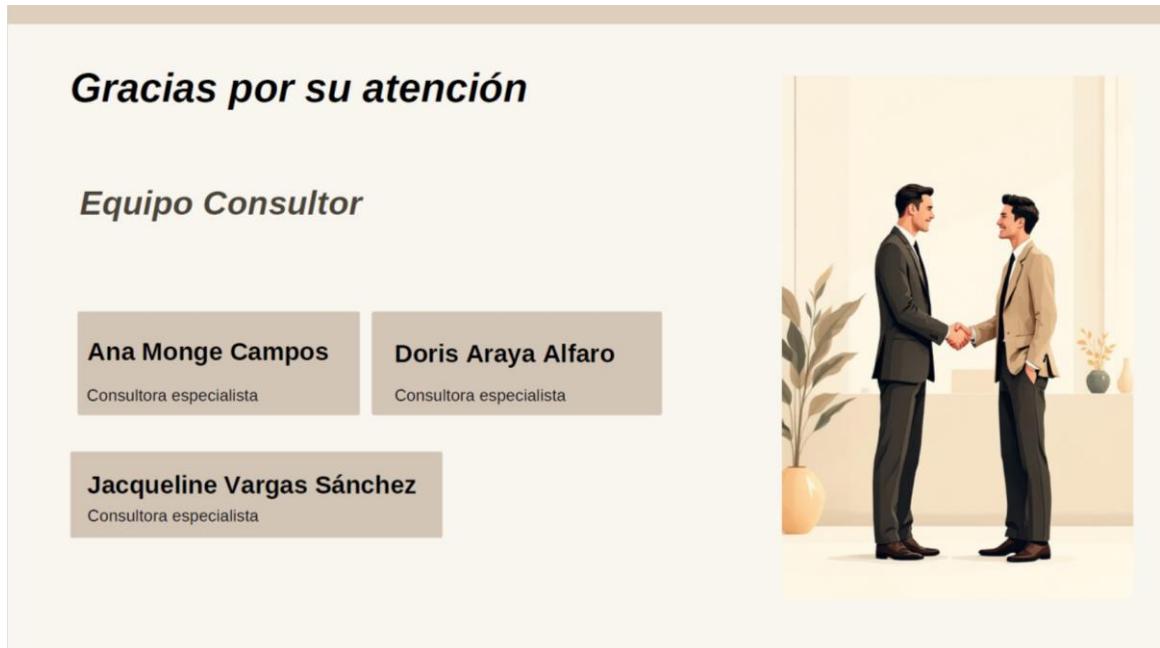 Gracias por su atención
Equipo Consultor
Ana Monge Campos
Consultora especialista
Doris Araya Alfaro
Consultora especialista
Jacqueline Vargas Sánchez
Consultora especialista